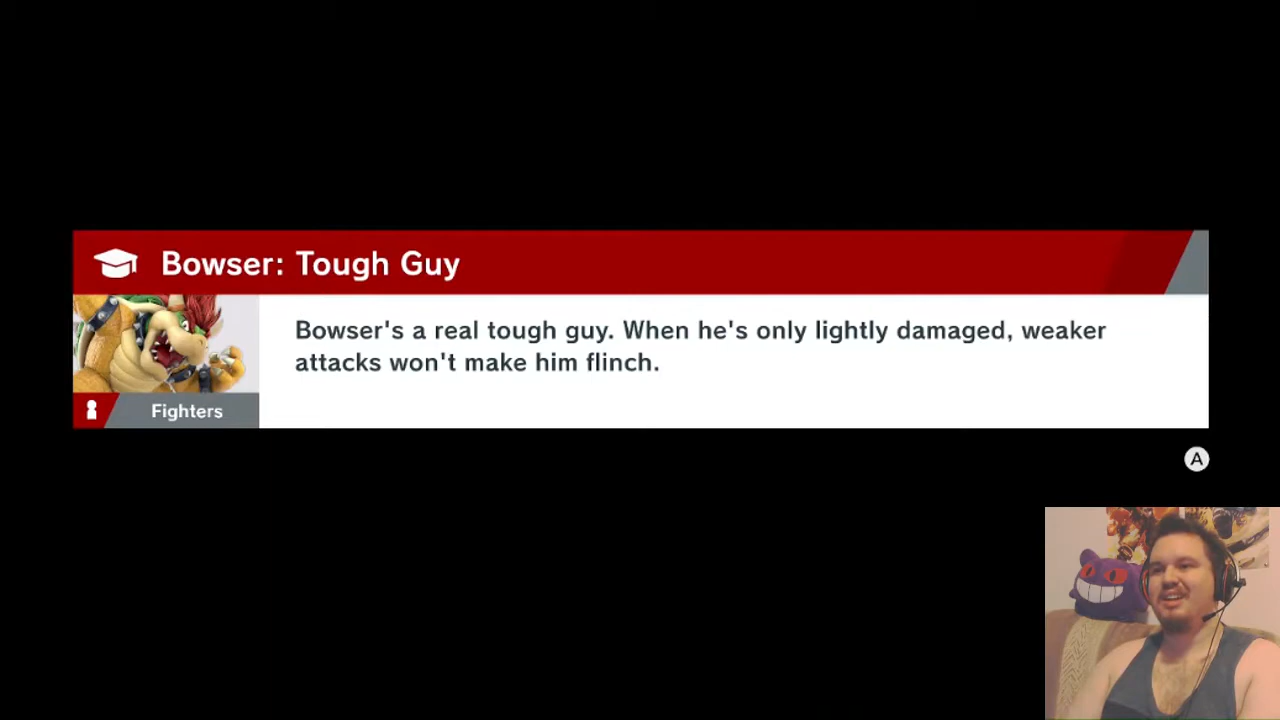 Bowser: Tough Guy
Bowser's a real tough guy. When he's only lightly damaged, weaker
attacks won't make him flinch.
Fighters
A